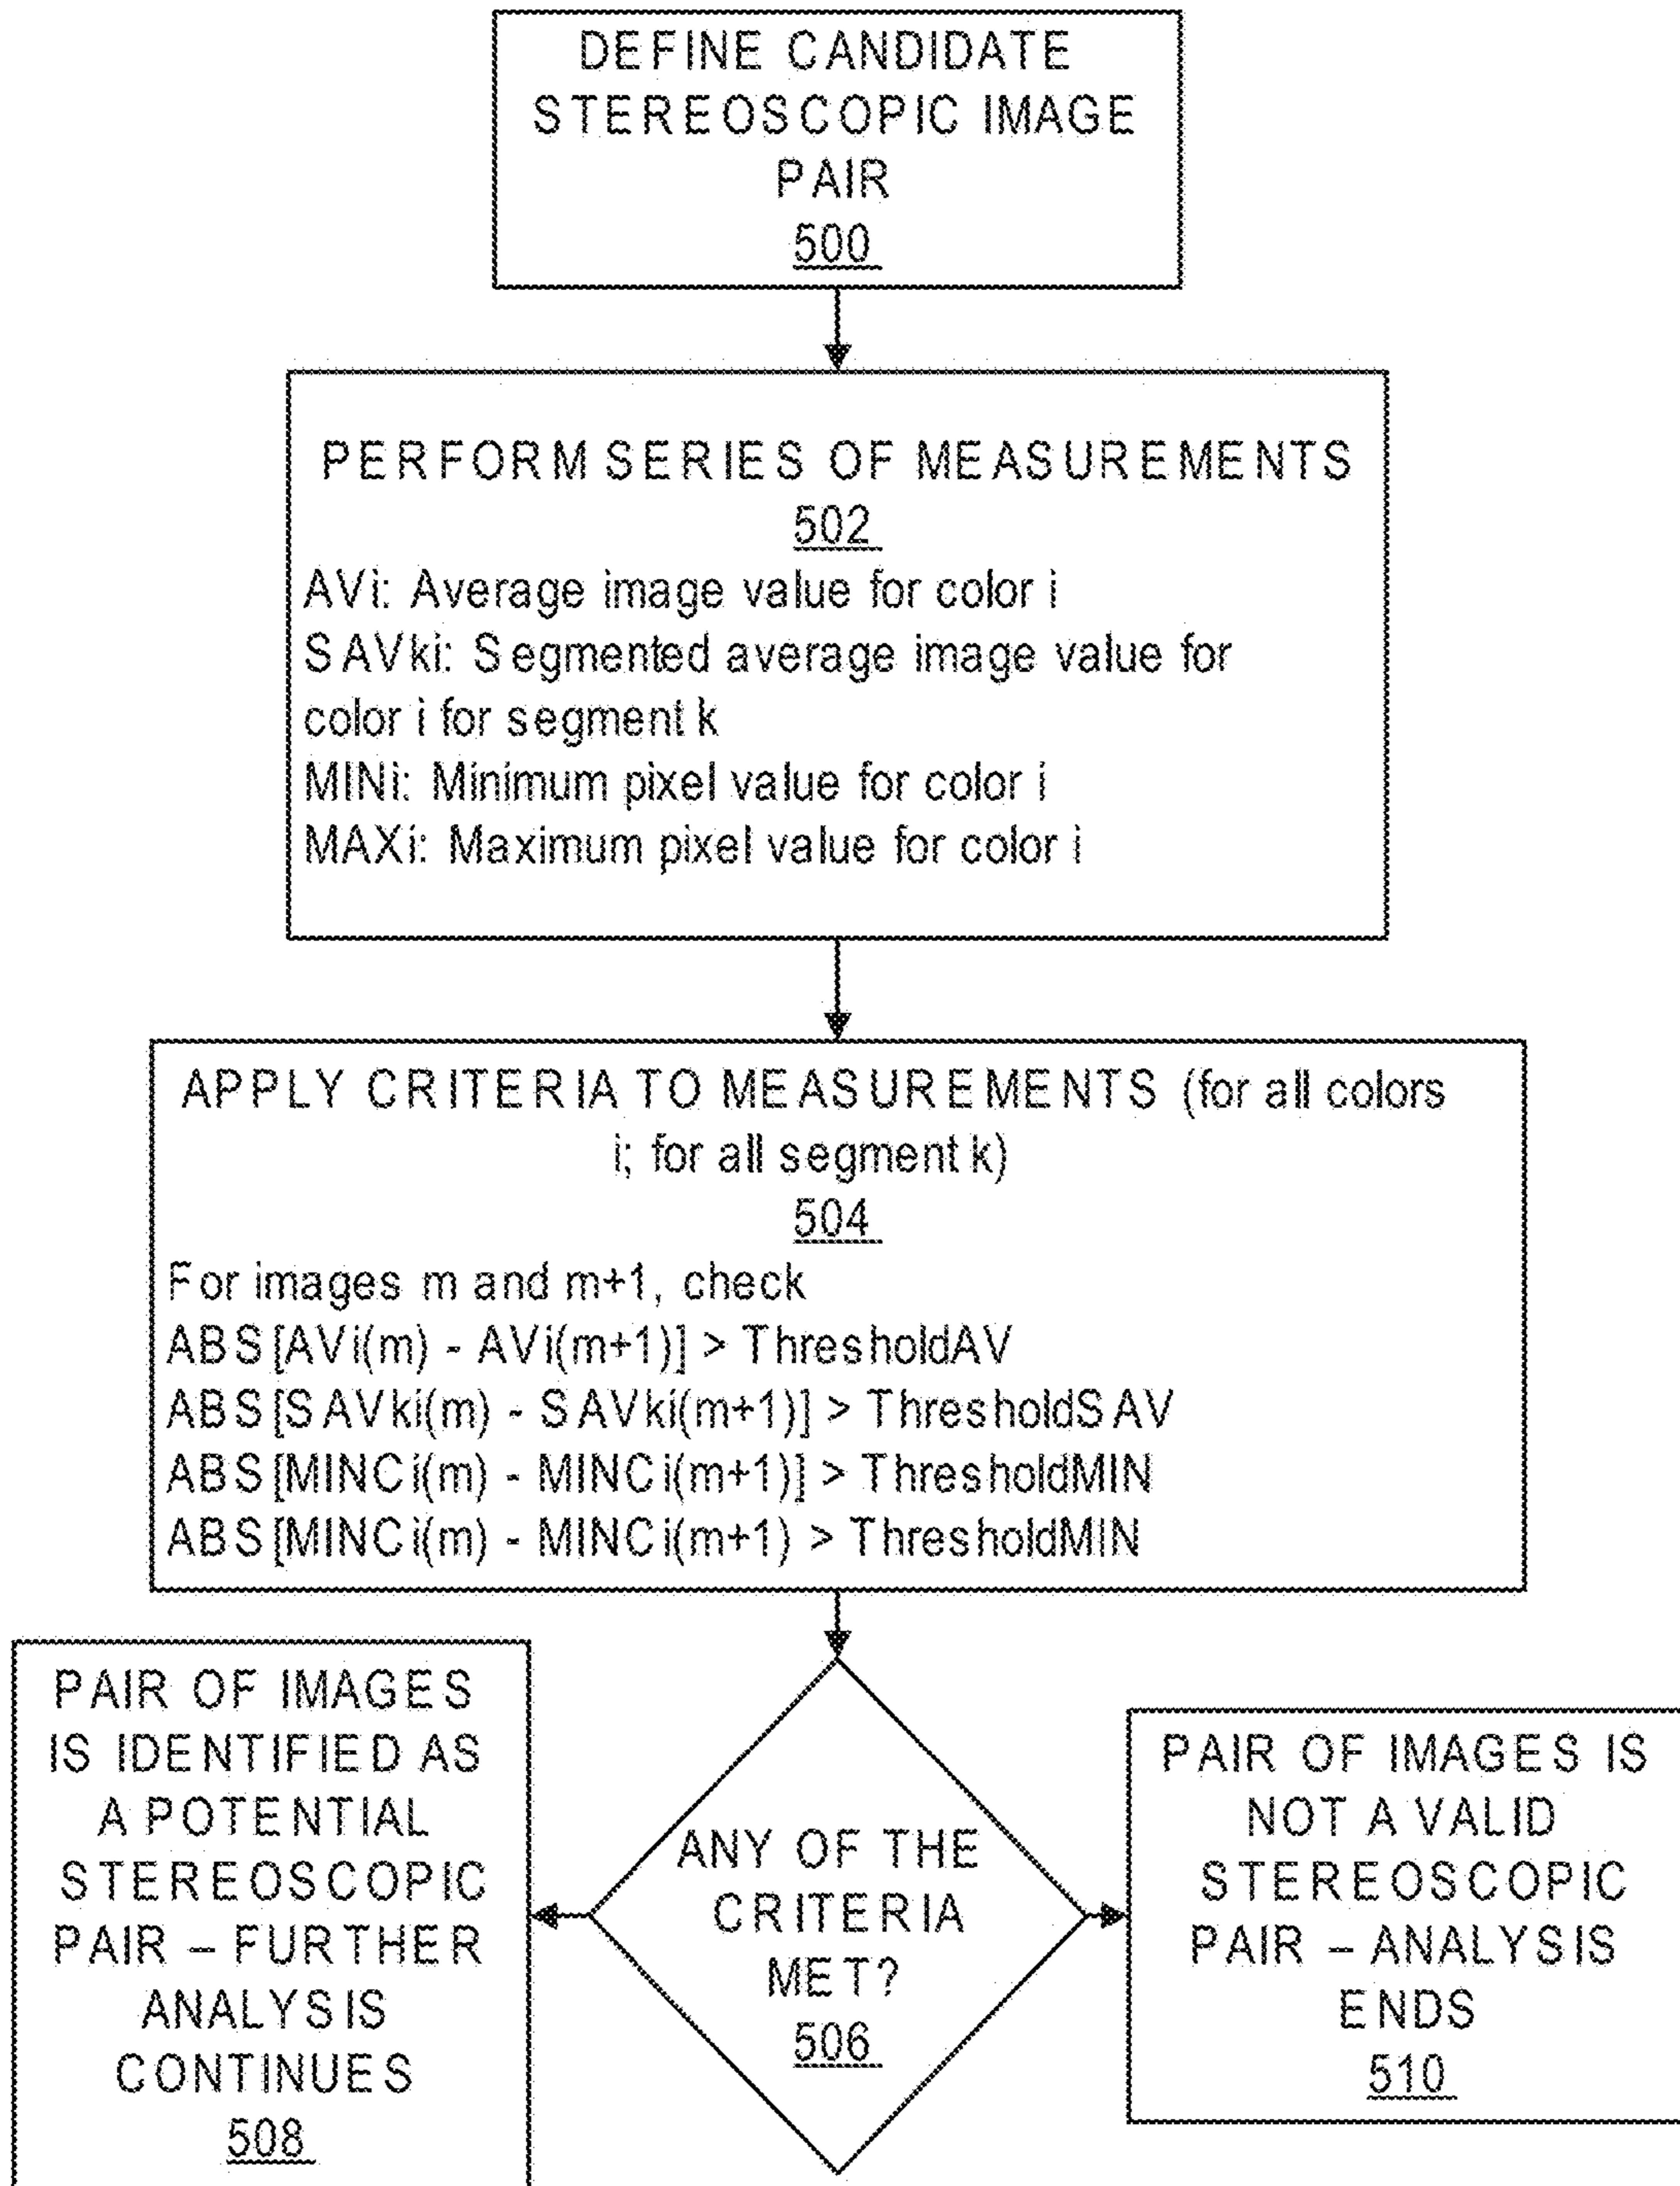 DEFINE CANDIDATE
STEREOSCOPIC IMAGE
PAIR
500
PERFORM SERIES OF MEASUREMENTS
502
AVi: Average image value for color i
SAVki: Segmented average image value for
color i for segment k
MINi: Minimum pixel value for color i
MAXi: Maximum pixel value for color i
APPLY CRITERIA TO MEASUREMENTS (for all colors
i; for all segment k)
504
For images m and m+1, check
ABS[AVi(m) - AVi(m+1)] > ThresholdAV
ABS[SAVki(m) - SAVki(m+1)] > ThresholdSAV
ABS[MINCi(m) - MINCi(m+1)] > ThresholdMIN
ABS[MINCi(m) - MINCi(m+1) > ThresholdMIN
PAIR OF IMAGES
IS IDENTIFIED AS
A POTENTIAL
STEREOSCOPIC
PAIR – FURTHER
ANALYSIS
CONTINUES
508
ANY OF THE
CRITERIA
MET?
506
PAIR OF IMAGES IS
NOT A VALID
STEREOSCOPIC
PAIR – ANALYSIS
ENDS
510